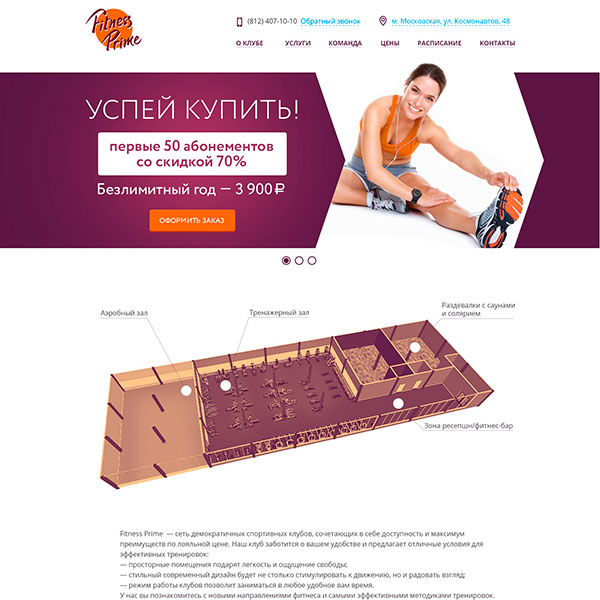 Fitness
Prime
(812) 407-10-10 Обратный звонок
м. Московская, ул. Космонавтов, 48
О КЛУБЕ УСЛУГИ КОМАНДА ЦЕНЫ РАСПИСАНИЕ КОНТАКТЫ
УСПЕЙ КУПИТЬ!
первые 50 абонементов
со скидкой 70%
Безлимитный год — 3 900 ₽
ОФОРМИТЬ ЗАКАЗ
Аэробный зал
Тренажерный зал
Раздевалки с саунами
и солярием
Зона ресепшн/фитнес-бар
Fitness Prime — сеть демократичных спортивных клубов, сочетающих в себе доступность и максимум
преимуществ по лояльной цене. Наш клуб заботится о вашем удобстве и предлагает отличные условия для
эффективных тренировок:
— просторные помещения подарят легкость и ощущение свободы;
— стильный современный дизайн будет не столько стимулировать к движению, но и радовать взгляд;
— режим работы клубов позволит заниматься в любое удобное вам время.
У нас вы познакомитесь с новыми направлениями фитнеса и самыми эффективными методиками тренировок.